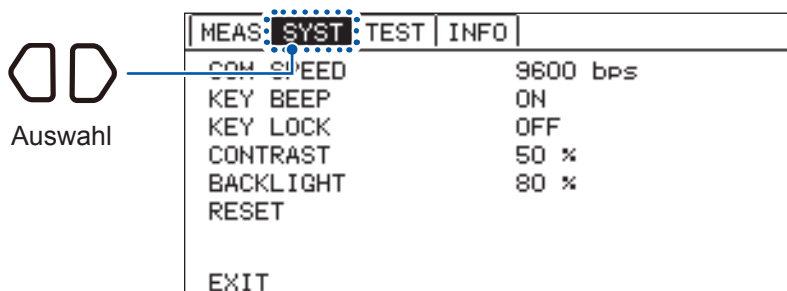 MEAS SYST TEST INFO
COM SPEED 9600 bps
KEY BEEP ON
KEY LOCK OFF
CONTRAST 50 %
BACKLIGHT 80 %
RESET
EXIT
Auswahl